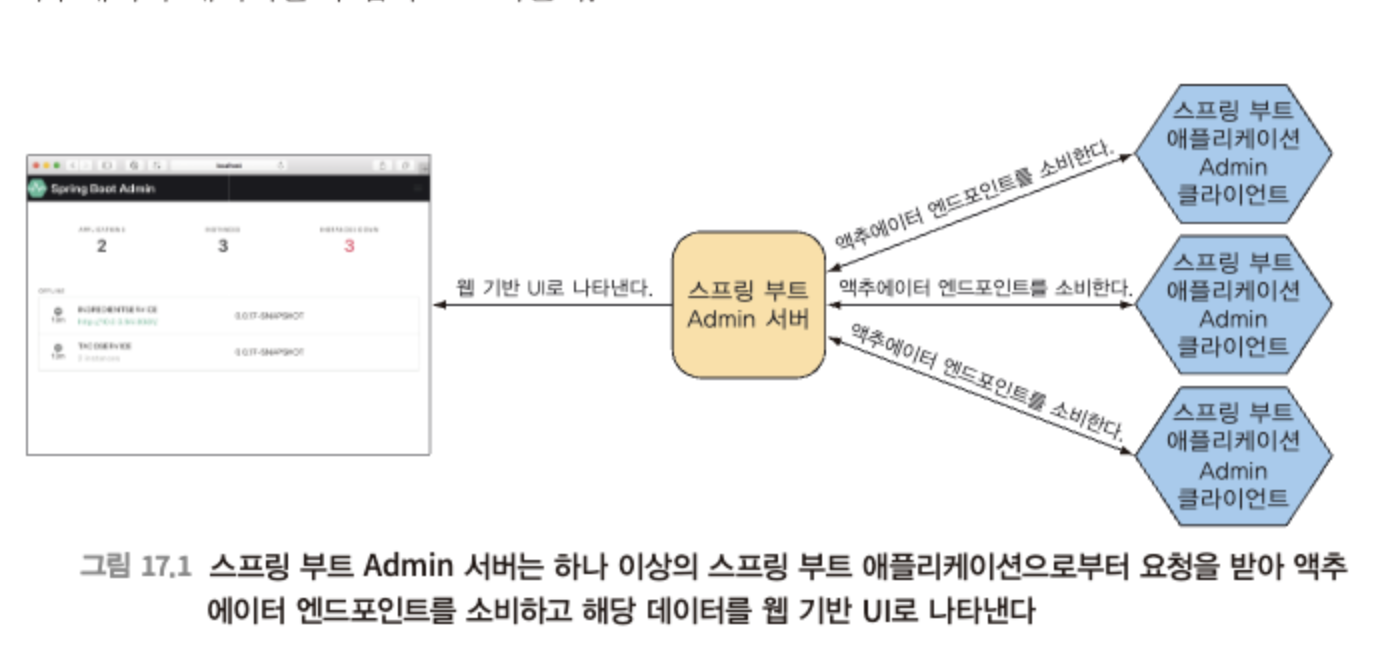 Spring Boot Admin
APPLICATIONS
INSTANCES
INSTANCES DOWN
2
3
3
OFFLINE
INGREDIENTSERVICE
0.0.17-SNAPSHOT
TACOSERVICE
3 instances
0.0.17-SNAPSHOT
웹 기반 UI로 나타낸다.
스프링 부트
Admin 서버
액추에이터 엔드포인트를 소비한다.
액추에이터 엔드포인트를 소비한다.
액추에이터 엔드포인트를 소비한다.
스프링 부트
애플리케이션
Admin
클라이언트
스프링 부트
애플리케이션
Admin
클라이언트
스프링 부트
애플리케이션
Admin
클라이언트
그림 17.1 스프링 부트 Admin 서버는 하나 이상의 스프링 부트 애플리케이션으로부터 요청을 받아 액추
에이터 엔드포인트를 소비하고 해당 데이터를 웹 기반 UI로 나타낸다